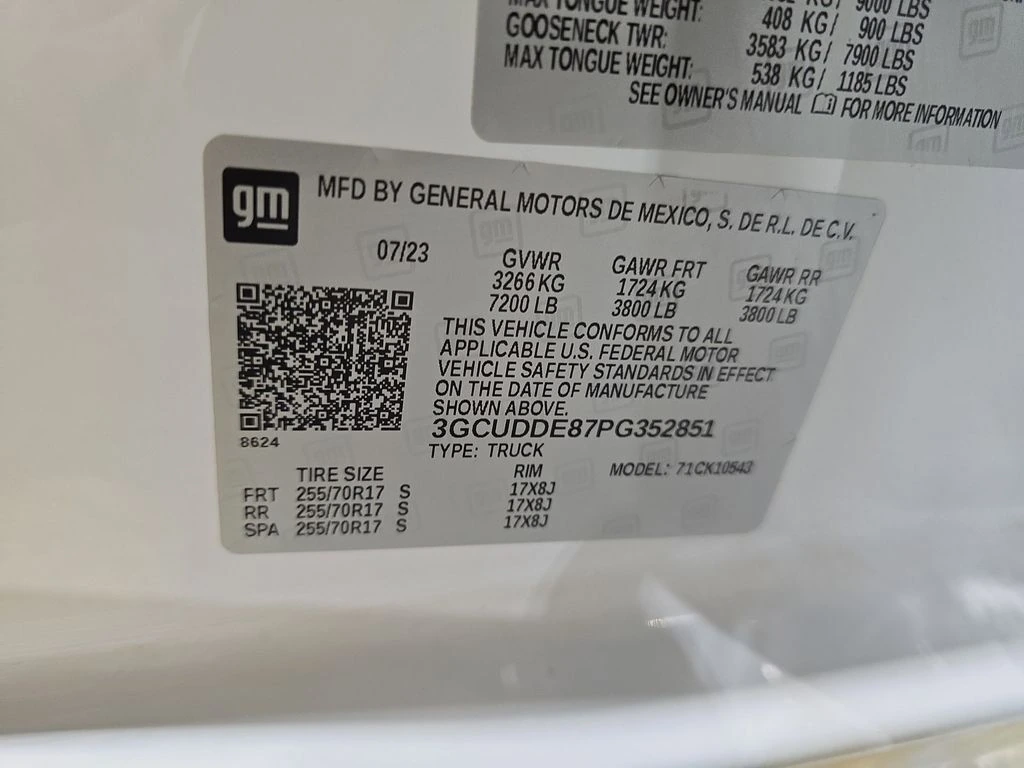 MAX TONGUE WEIGHT: KG/ 9000 LBS
408 KG/ 900 LBS
GOOSENECK TWR: 3583 KG/ 7900 LBS
MAX TONGUE WEIGHT: 538 KG/ 1185 LBS
SEE OWNER'S MANUAL FOR MORE INFORMATION
gm MFD BY GENERAL MOTORS DE MEXICO, S. DE R.L. DE C.V.
07/23 GVWR GAWR FRT GAWR RR
3266 KG 1724 KG 1724 KG
7200 LB 3800 LB 3800 LB
THIS VEHICLE CONFORMS TO ALL
APPLICABLE U.S. FEDERAL MOTOR
VEHICLE SAFETY STANDARDS IN EFFECT
ON THE DATE OF MANUFACTURE
SHOWN ABOVE.
3GCUDDE87PG352851
8624
TYPE: TRUCK
TIRE SIZE RIM MODEL: 71CK10543
FRT 255/70R17 S 17X8J
RR 255/70R17 S 17X8J
SPA 255/70R17 S 17X8J